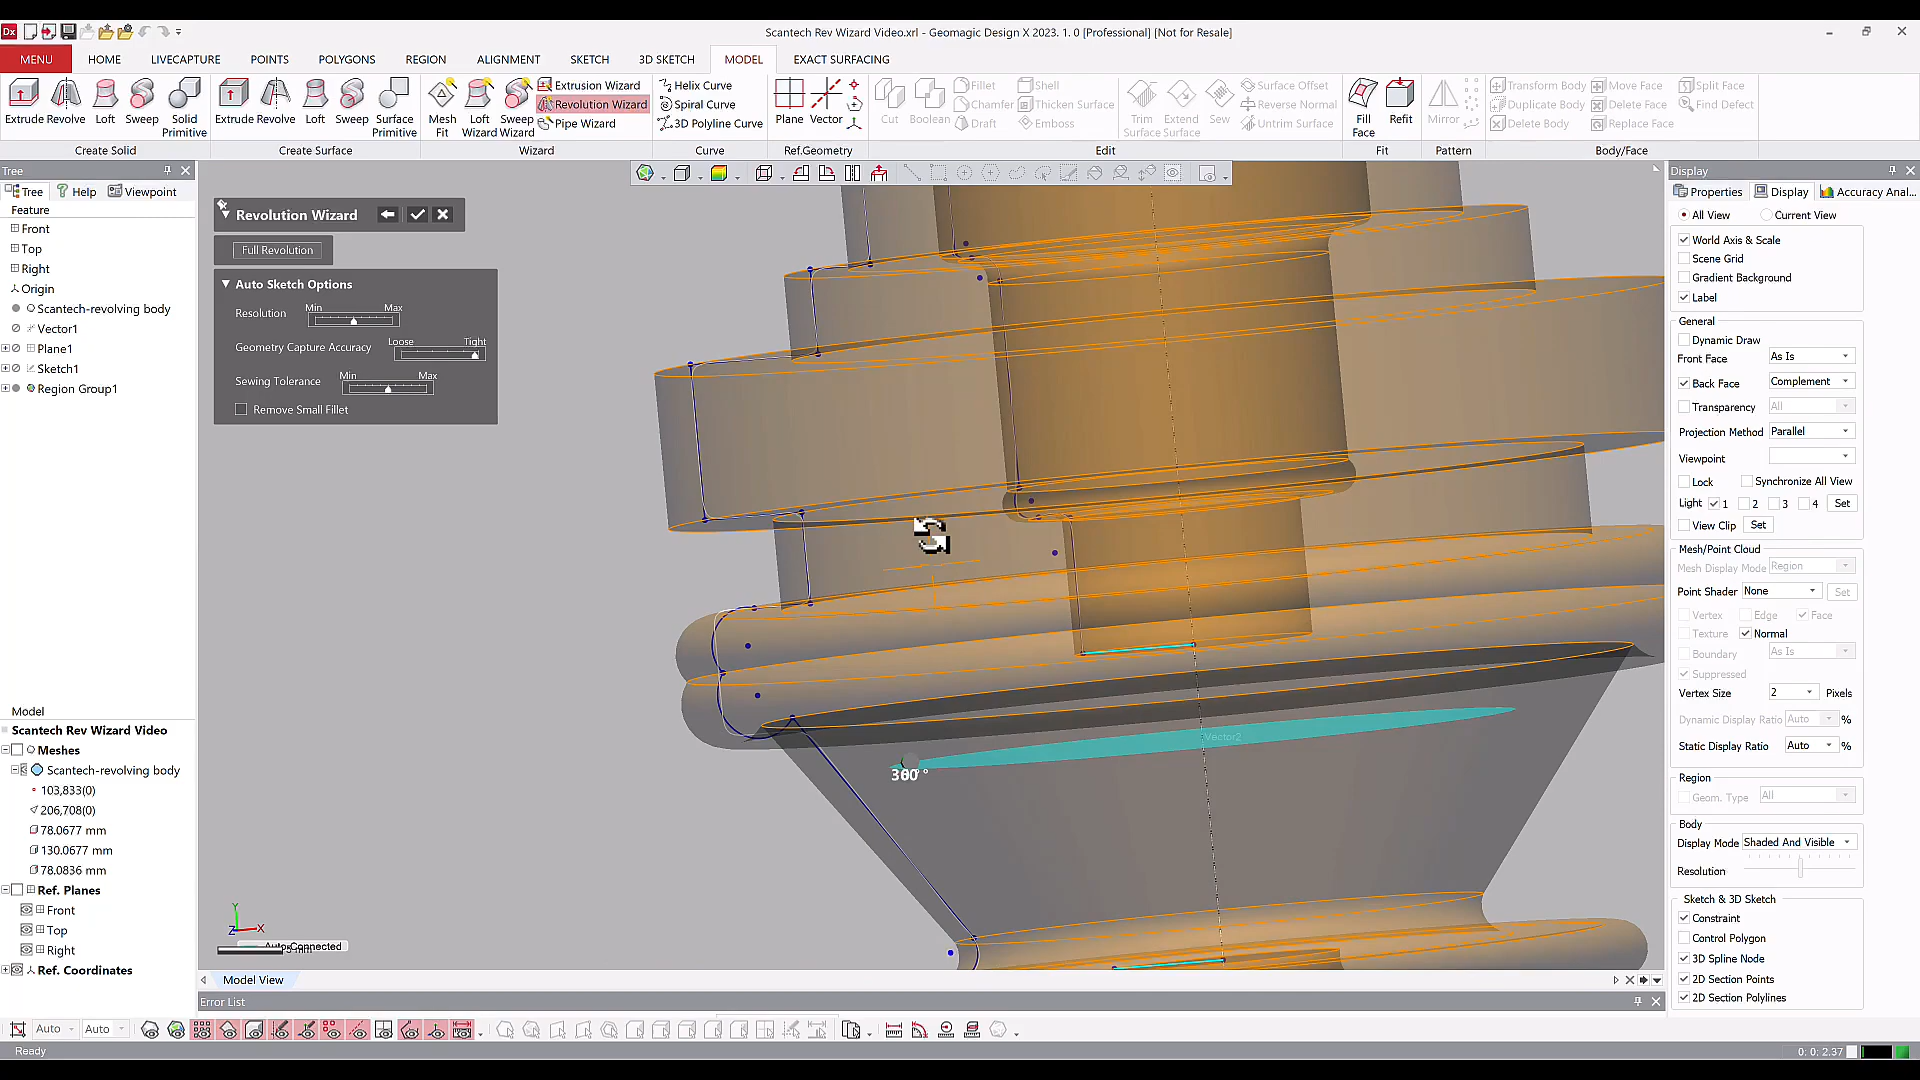 Scantech Rev Wizard Video.xrl - Geomagic Design X 2023. 1. 0 [Professional] [Not for Resale]
MENU HOME LIVECAPTURE POINTS POLYGONS REGION ALIGNMENT SKETCH 3D SKETCH MODEL EXACT SURFACING
Extrude Revolve Loft Sweep Solid Primitive
Create Solid
Extrude Revolve Loft Sweep Surface Primitive
Create Surface
Mesh Fit Loft Wizard Sweep Wizard
Extrusion Wizard
Revolution Wizard
Pipe Wizard
Wizard
Helix Curve
Spiral Curve
3D Polyline Curve
Curve
Plane Vector
Ref.Geometry
Cut Boolean
Fillet
Chamfer
Draft
Shell
Thicken Surface
Emboss
Trim Surface Extend Surface Sew
Surface Offset
Reverse Normal
Untrim Surface
Edit
Fill Face Refit
Fit
Mirror
Pattern
Transform Body
Duplicate Body
Delete Body
Move Face
Delete Face
Replace Face
Split Face
Find Defect
Body/Face
Tree
Tree Help Viewpoint
Feature
Front
Top
Right
Origin
Scantech-revolving body
Vector1
Plane1
Sketch1
Region Group1
Model
Scantech Rev Wizard Video
Meshes
Scantech-revolving body
103,833(0)
206,708(0)
78.0677 mm
130.0677 mm
78.0836 mm
Ref. Planes
Front
Top
Right
Ref. Coordinates
Revolution Wizard
Full Revolution
Auto Sketch Options
Resolution Min Max
Geometry Capture Accuracy Loose Tight
Sewing Tolerance Min Max
Remove Small Fillet
Vector2
Y
Z X
Model View
Error List
Display
Properties Display Accuracy Anal...
All View Current View
World Axis & Scale
Scene Grid
Gradient Background
Label
General
Dynamic Draw
Front Face As Is
Back Face Complement
Transparency All
Projection Method Parallel
Viewpoint
Lock Synchronize All View
Light 1 2 3 4 Set
View Clip Set
Mesh/Point Cloud
Mesh Display Mode Region
Point Shader None Set
Vertex Edge Face
Texture Normal
Boundary As Is
Suppressed
Vertex Size 2 Pixels
Dynamic Display Ratio Auto %
Static Display Ratio Auto %
Region
Geom. Type All
Body
Display Mode Shaded And Visible
Resolution
Sketch & 3D Sketch
Constraint
Control Polygon
3D Spline Node
2D Section Points
2D Section Polylines
Auto Auto
Ready
0: 0: 2.37